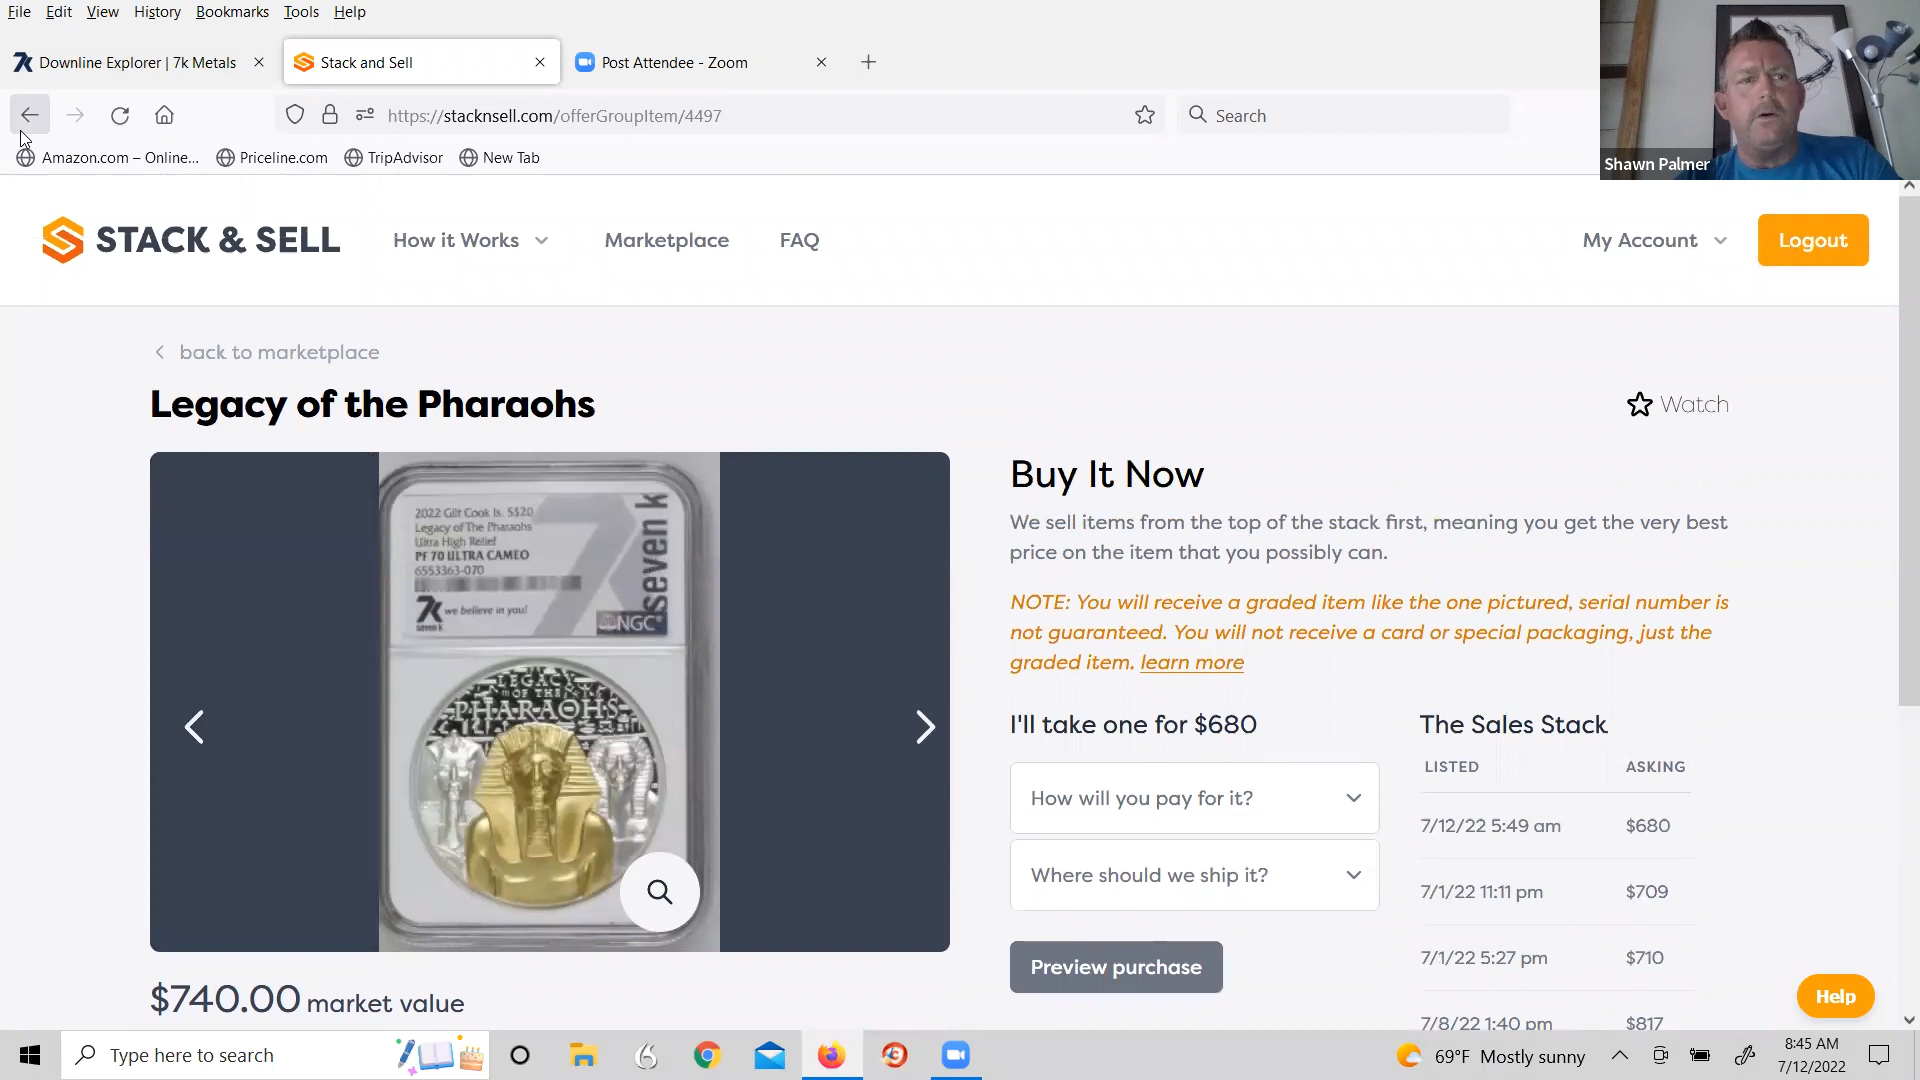 File Edit View History Bookmarks Tools Help
Downline Explorer | 7k Metals
Stack and Sell
Post Attendee - Zoom
https://stacknsell.com/offerGroupItem/4497
Search
Amazon.com – Online...
Priceline.com
TripAdvisor
New Tab
Shawn Palmer
STACK & SELL
How it Works
Marketplace
FAQ
My Account
Logout
back to marketplace
Legacy of the Pharaohs
Watch
2022 Gilt Cook Is. S$20
Legacy of The Pharaohs
Ultra High Relief
PF 70 ULTRA CAMEO
6553363-070
7k we believe in you!
seven k
seven k
NGC
LEGACY
OF THE
PHARAOHS
Buy It Now
We sell items from the top of the stack first, meaning you get the very best
price on the item that you possibly can.
NOTE: You will receive a graded item like the one pictured, serial number is
not guaranteed. You will not receive a card or special packaging, just the
graded item. learn more
I'll take one for $680
How will you pay for it?
Where should we ship it?
Preview purchase
The Sales Stack
LISTED ASKING
7/12/22 5:49 am $680
7/1/22 11:11 pm $709
7/1/22 5:27 pm $710
7/8/22 1:40 pm $817
$740.00 market value
Help
Type here to search
69°F Mostly sunny
8:45 AM
7/12/2022